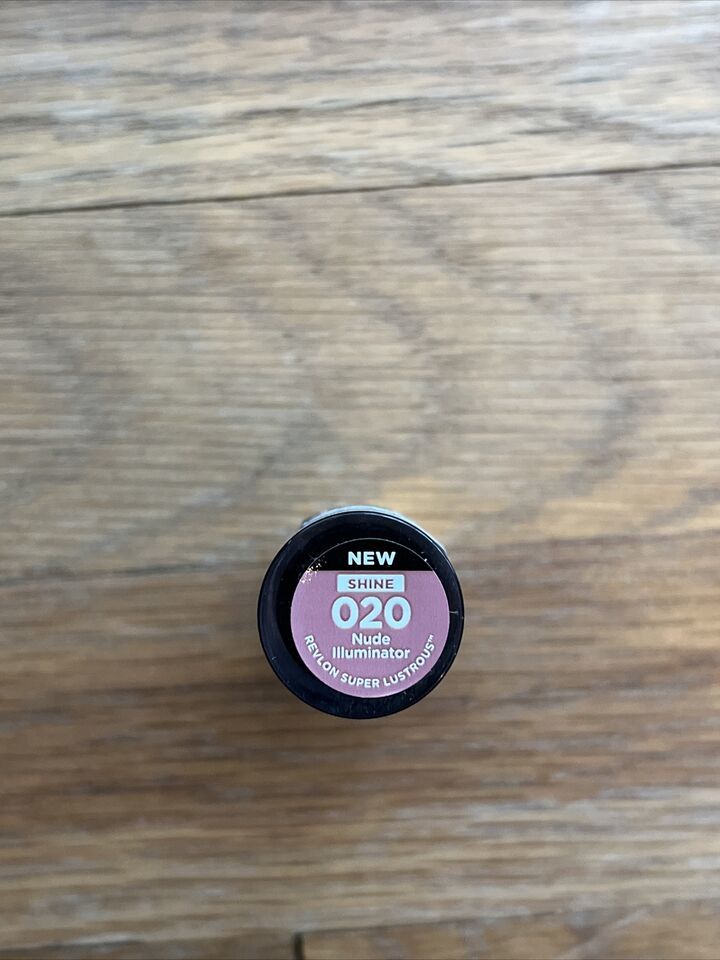 NEW
SHINE
020
Nude
Illuminator
REVLON SUPER LUSTROUS™